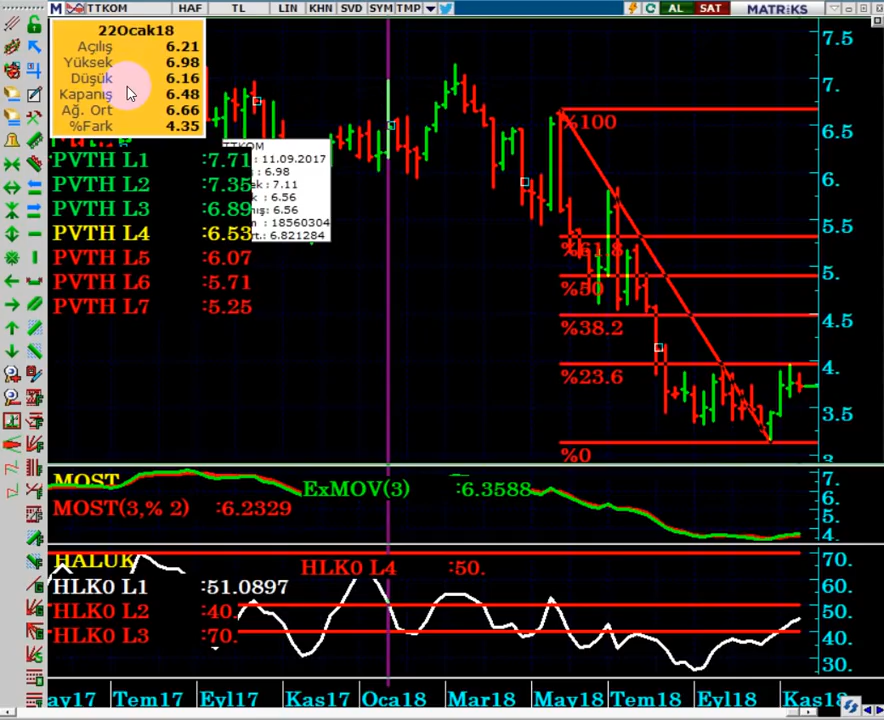 TTKOM HAF TL LIN KHN SVD SYM TMP AL SAT MATRiKS
22Ocak18
Açılış 6.21
Yüksek 6.98
Düşük 6.16
Kapanış 6.48
Ağ. Ort 6.66
%Fark 4.35
PVTH L1 :7.71
PVTH L2 :7.35
PVTH L3 :6.89
PVTH L4 :6.53
PVTH L5 :6.07
PVTH L6 :5.71
PVTH L7 :5.25
TTKOM
: 11.09.2017
: 6.98
ek : 7.11
k : 6.56
nış: 6.56
m : 18560304
rt.: 6.821284
%100
%61.8
%50
%38.2
%23.6
%0
7.5
7.
6.5
6.
5.5
5.
4.5
4.
3.5
3
MOST ExMOV(3) :6.3588
MOST(3,% 2) :6.2329
7.
6.
5.
4.
HALUK HLK0 L4 :50.
HLK0 L1 :51.0897
HLK0 L2 :40.
HLK0 L3 :70.
70.
60.
50.
40.
30.
ay17 Tem17 Eyl17 Kas17 Oca18 Mar18 May18 Tem18 Eyl18 Kas18